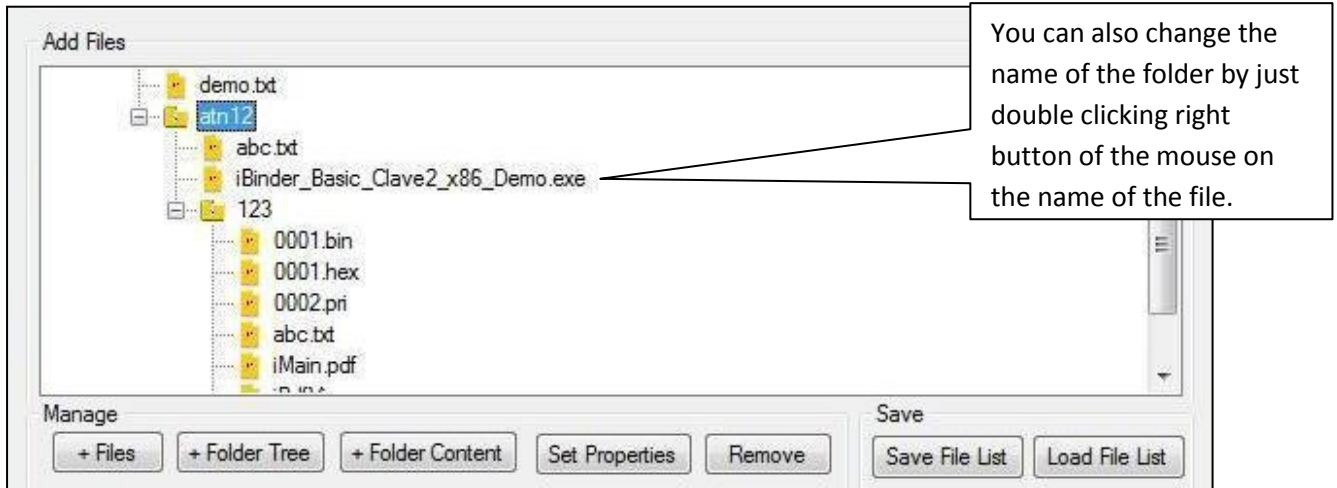 Add Files
demo.txt
atn12
abc.txt
iBinder_Basic_Clave2_x86_Demo.exe
123
0001.bin
0001.hex
0002.pri
abc.txt
iMain.pdf
You can also change the
name of the folder by just
double clicking right
button of the mouse on
the name of the file.
Manage
+ Files
+ Folder Tree
+ Folder Content
Set Properties
Remove
Save
Save File List
Load File List